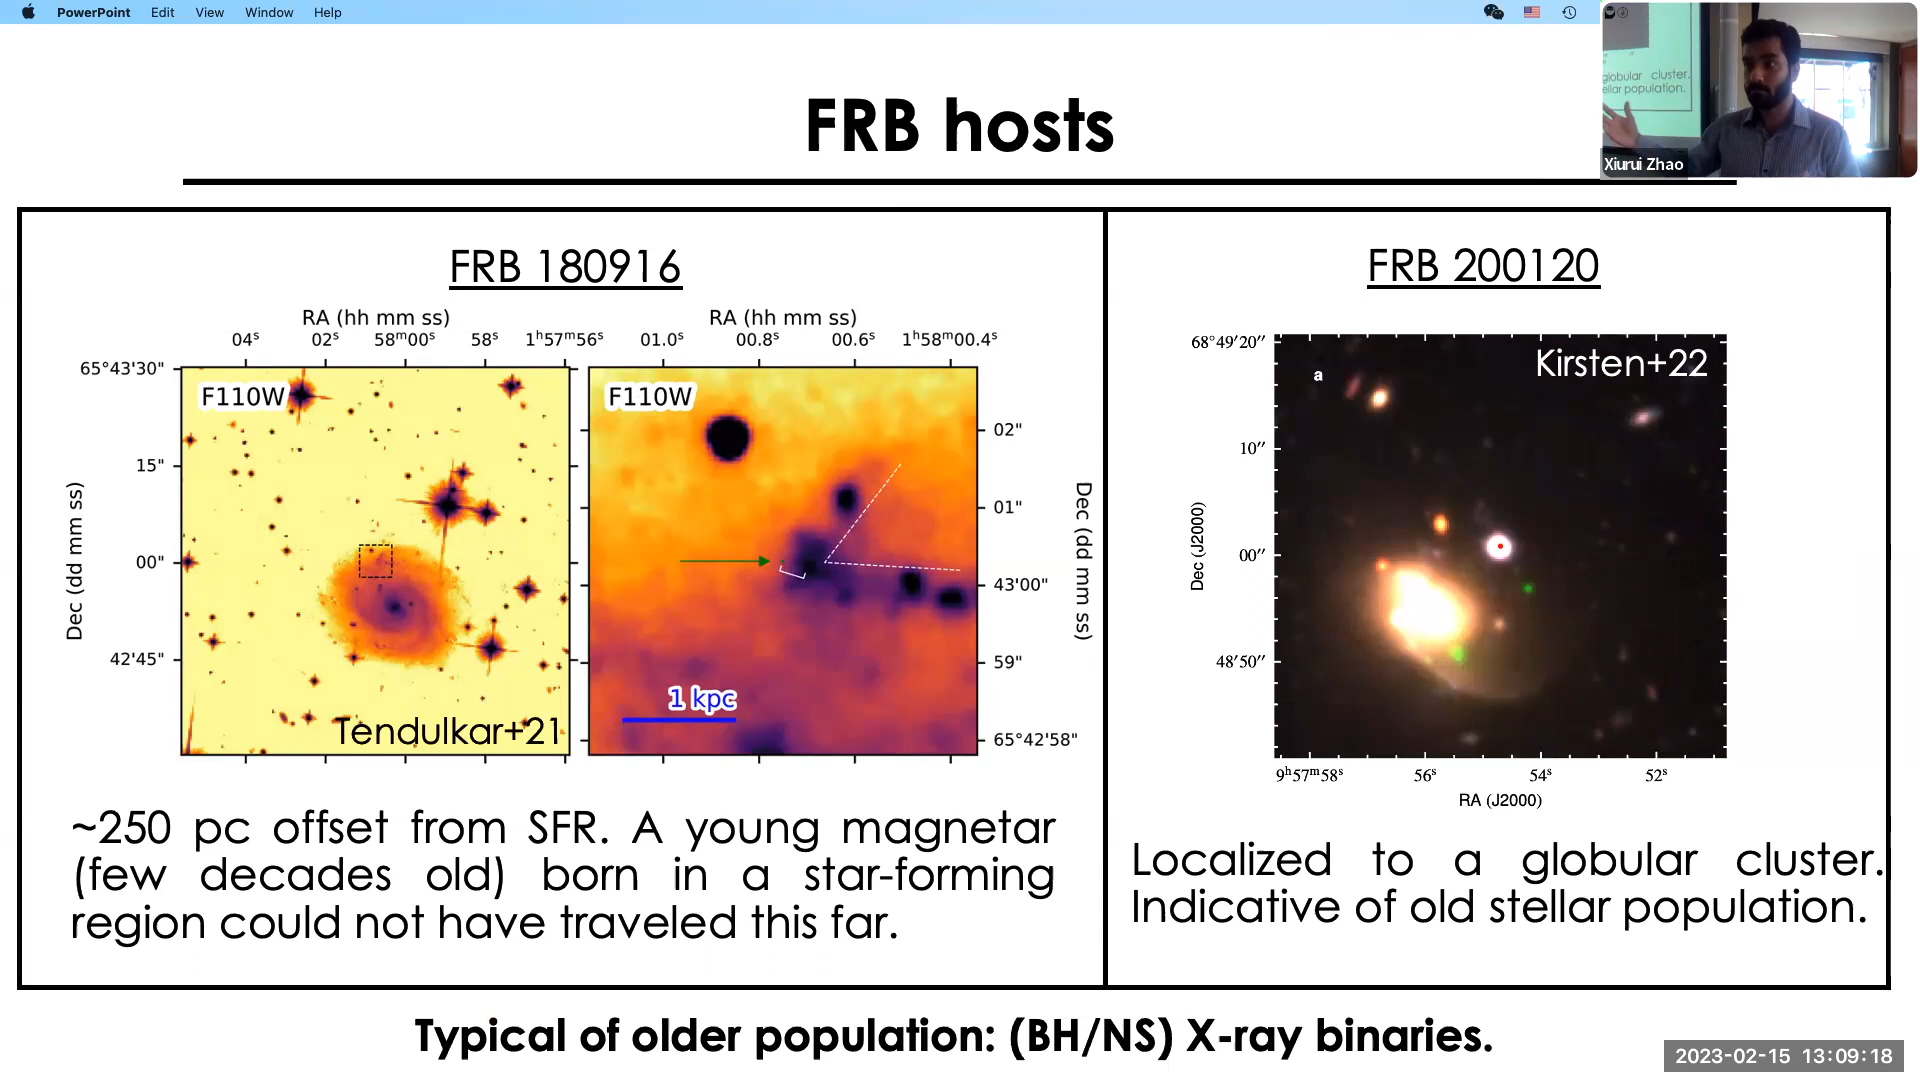 PowerPoint Edit View Window Help
globular cluster.
ellar population.
Xiurui Zhao
FRB hosts
FRB 180916
RA (hh mm ss)
04ˢ 02ˢ 58ᵐ00ˢ 58ˢ 1ʰ57ᵐ56ˢ
RA (hh mm ss)
01.0ˢ 00.8ˢ 00.6ˢ 1ʰ58ᵐ00.4ˢ
65°43'30"
15"
00"
42'45"
Dec (dd mm ss)
F110W
Tendulkar+21
F110W
1 kpc
02"
01"
43'00"
59"
65°42'58"
Dec (dd mm ss)
~250 pc offset from SFR. A young magnetar
(few decades old) born in a star-forming
region could not have traveled this far.
FRB 200120
68°49′20″
10″
00″
48′50″
Dec (J2000)
a
Kirsten+22
9ʰ57ᵐ58ˢ 56ˢ 54ˢ 52ˢ
RA (J2000)
Localized to a globular cluster.
Indicative of old stellar population.
Typical of older population: (BH/NS) X-ray binaries.
2023-02-15 13:09:18